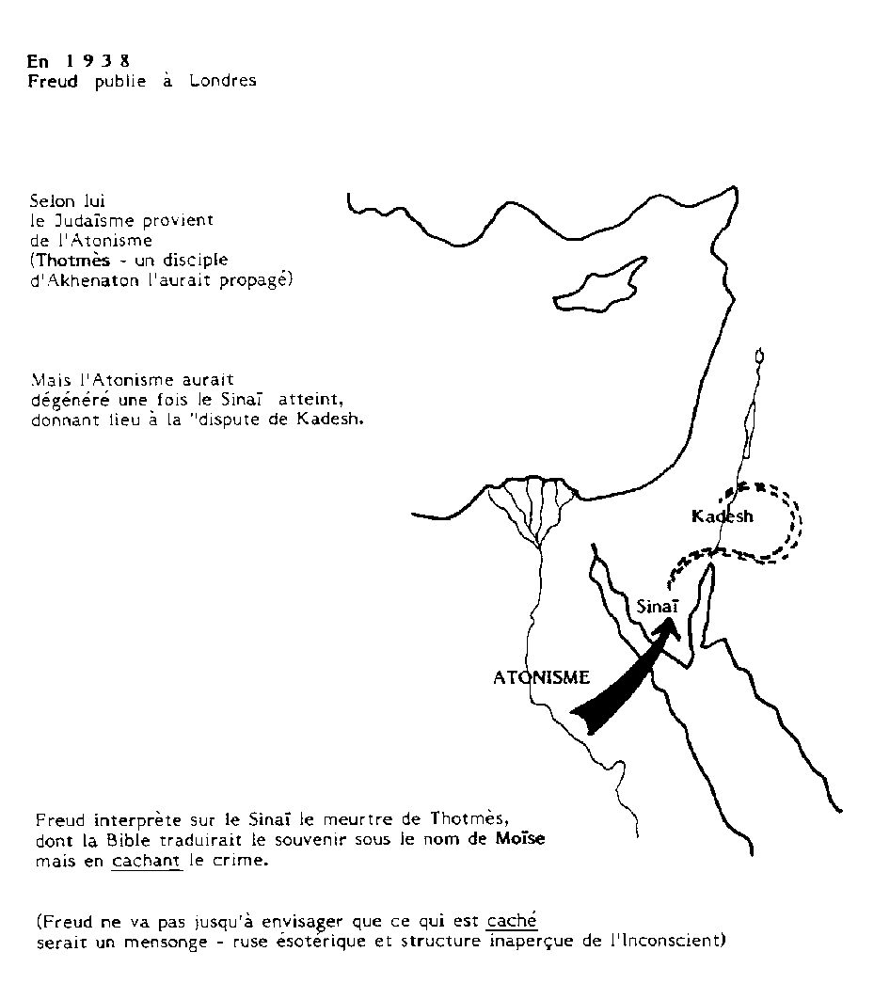 En 1938
Freud publie à Londres
Selon lui
le Judaïsme provient
de l'Atonisme
(Thotmès - un disciple
d'Akhenaton l'aurait propagé)
Mais l'Atonisme aurait
dégénéré une fois le Sinaï atteint,
donnant lieu à la "dispute de Kadesh.
Kadesh
Sinaï
ATONISME
Freud interprète sur le Sinaï le meurtre de Thotmès,
dont la Bible traduirait le souvenir sous le nom de Moïse
mais en cachant le crime.
(Freud ne va pas jusqu'à envisager que ce qui est caché
serait un mensonge - ruse ésotérique et structure inaperçue de l'Inconscient)